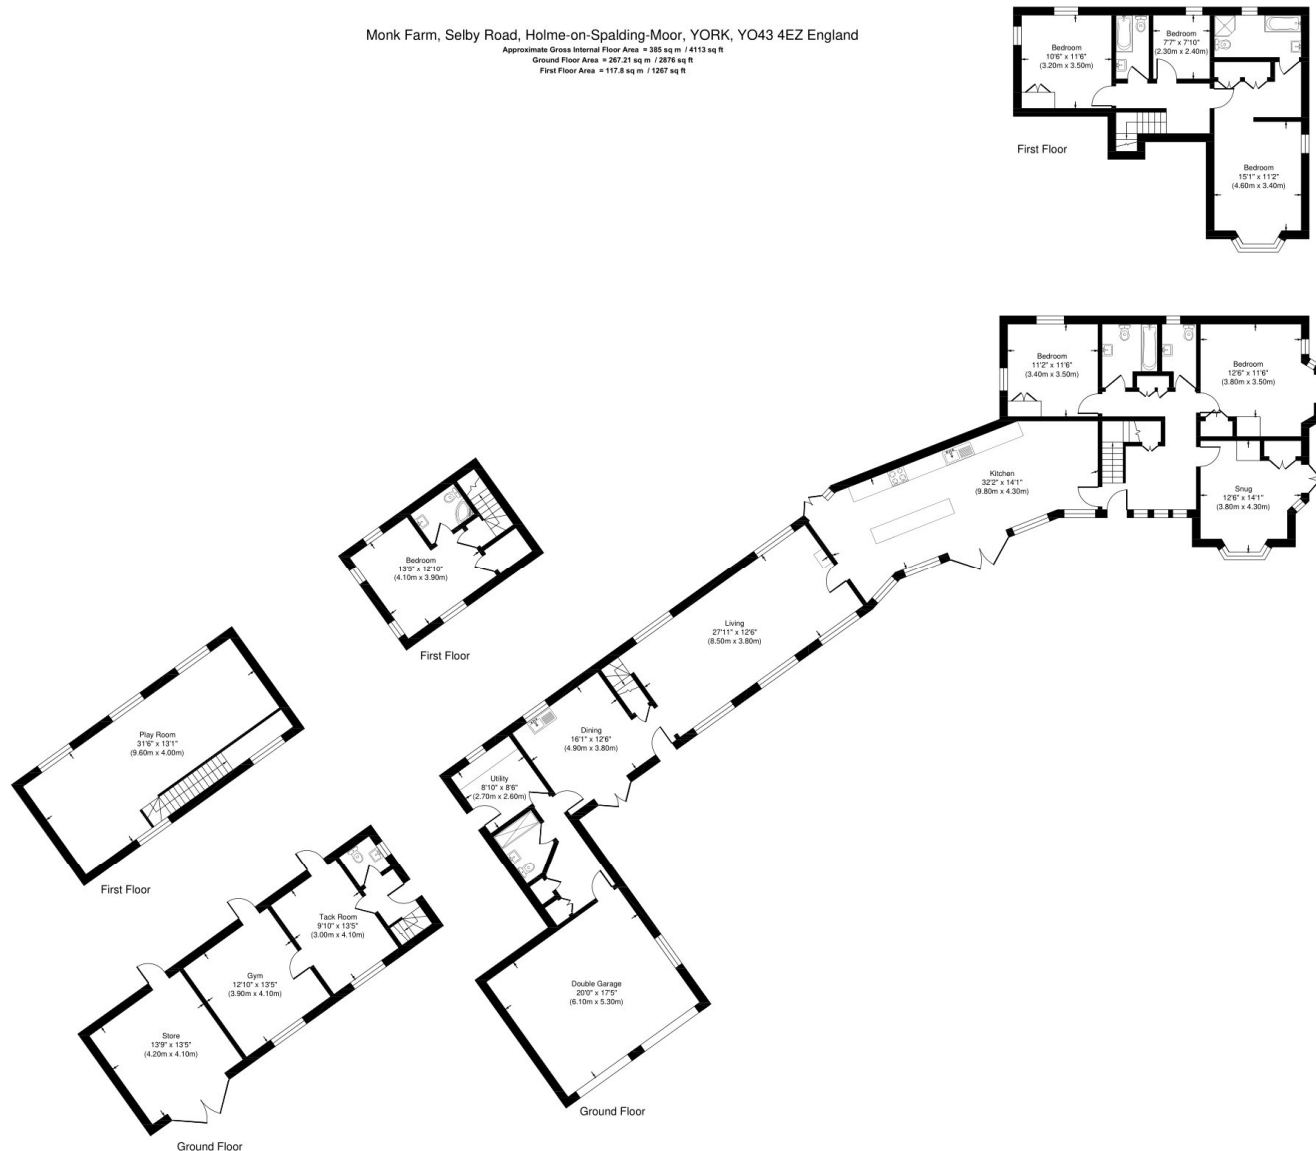 Monk Farm, Selby Road, Holme-on-Spalding-Moor, YORK, YO43 4EZ England
Approximate Gross Internal Floor Area = 385 sq m / 4113 sq ft
Ground Floor Area = 267.21 sq m / 2876 sq ft
First Floor Area = 117.8 sq m / 1267 sq ft
Bedroom
10'6" x 11'6"
(3.20m x 3.50m)
Bedroom
7'7" x 7'10"
(2.30m x 2.40m)
Bedroom
15'1" x 11'2"
(4.60m x 3.40m)
First Floor
Bedroom
11'2" x 11'6"
(3.40m x 3.50m)
Bedroom
12'6" x 11'6"
(3.80m x 3.50m)
Kitchen
32'2" x 14'1"
(9.80m x 4.30m)
Snug
12'6" x 14'1"
(3.80m x 4.30m)
Bedroom
13'5" x 12'10"
(4.10m x 3.90m)
First Floor
Living
27'11" x 12'6"
(8.50m x 3.80m)
Play Room
31'6" x 13'1"
(9.60m x 4.00m)
First Floor
Dining
16'1" x 12'6"
(4.90m x 3.80m)
Utility
8'10" x 8'6"
(2.70m x 2.60m)
Tack Room
9'10" x 13'5"
(3.00m x 4.10m)
Gym
12'10" x 13'5"
(3.90m x 4.10m)
Store
13'9" x 13'5"
(4.20m x 4.10m)
Ground Floor
Double Garage
20'0" x 17'5"
(6.10m x 5.30m)
Ground Floor